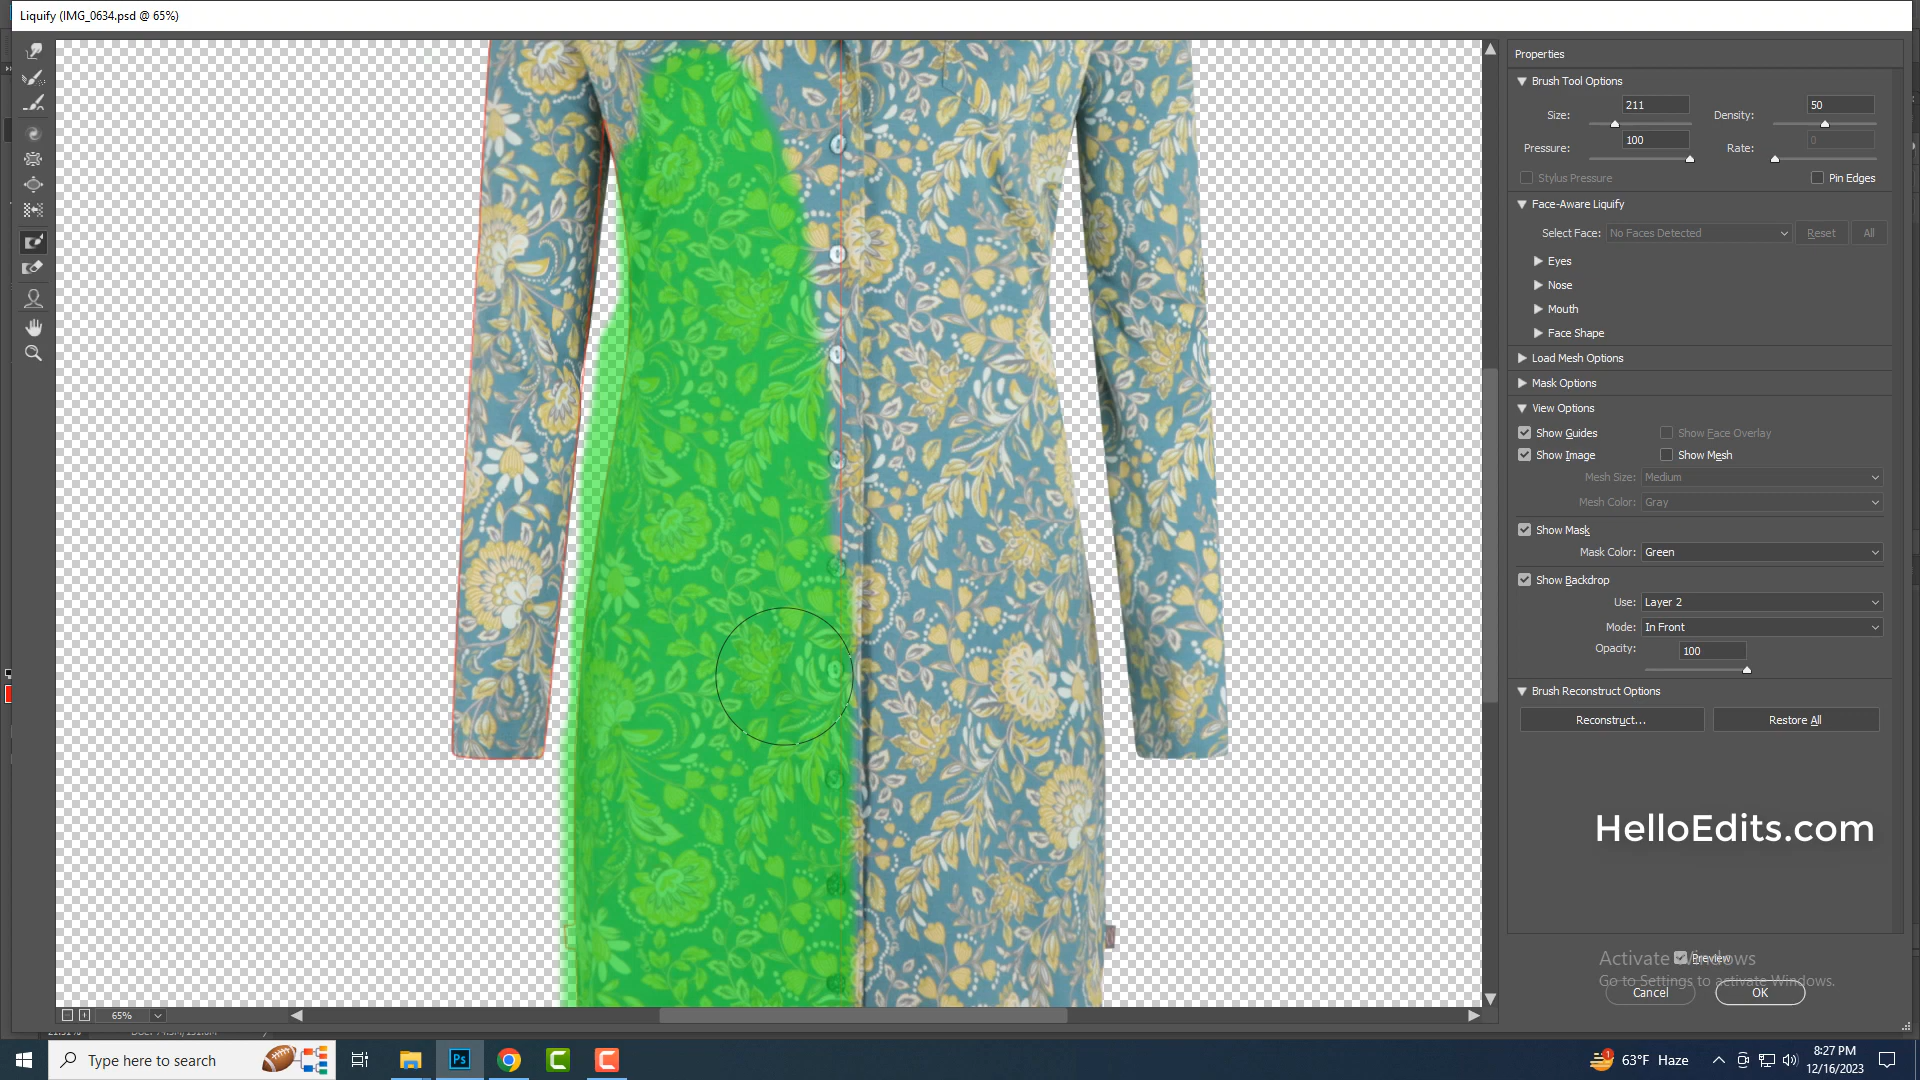 Liquify (IMG_0634.psd @ 65%)
Properties
Brush Tool Options
Size: 211 Density: 50
Pressure: 100 Rate: 0
Stylus Pressure Pin Edges
Face-Aware Liquify
Select Face: No Faces Detected Reset All
Eyes
Nose
Mouth
Face Shape
Load Mesh Options
Mask Options
View Options
Show Guides Show Face Overlay
Show Image Show Mesh
Mesh Size: Medium
Mesh Color: Gray
Show Mask
Mask Color: Green
Show Backdrop
Use: Layer 2
Mode: In Front
Opacity: 100
Brush Reconstruct Options
Reconstruct... Restore All
HelloEdits.com
Activate Windows
Preview
Go to Settings to activate Windows.
Cancel OK
65%
Type here to search
Ps
1
63°F Haze
8:27 PM
12/16/2023